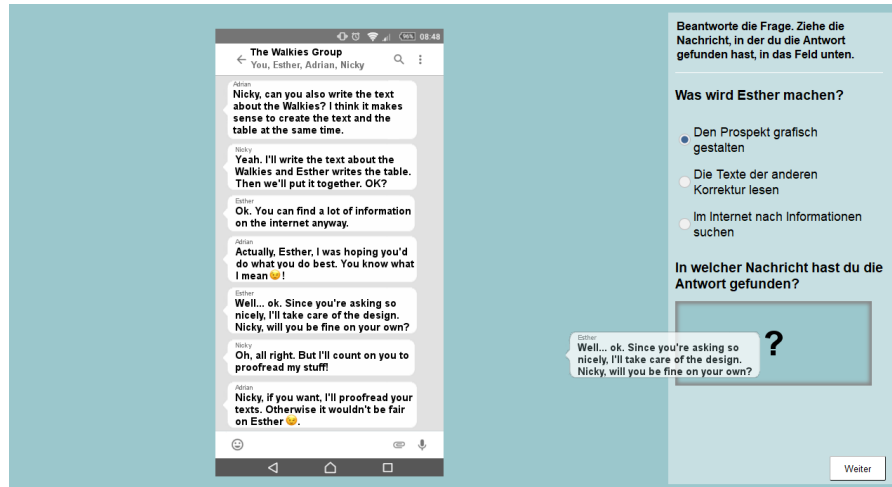 96% 08:48
The Walkies Group
You, Esther, Adrian, Nicky
Adrian
Nicky, can you also write the text
about the Walkies? I think it makes
sense to create the text and the
table at the same time.
Nicky
Yeah. I'll write the text about the
Walkies and Esther writes the table.
Then we'll put it together. OK?
Esther
Ok. You can find a lot of information
on the internet anyway.
Adrian
Actually, Esther, I was hoping you'd
do what you do best. You know what
I mean😉!
Esther
Well... ok. Since you're asking so
nicely, I'll take care of the design.
Nicky, will you be fine on your own?
Nicky
Oh, all right. But I'll count on you to
proofread my stuff!
Adrian
Nicky, if you want, I'll proofread your
texts. Otherwise it wouldn't be fair
on Esther😉.
Beantworte die Frage. Ziehe die
Nachricht, in der du die Antwort
gefunden hast, in das Feld unten.
Was wird Esther machen?
Den Prospekt grafisch
gestalten
Die Texte der anderen
Korrektur lesen
Im Internet nach Informationen
suchen
In welcher Nachricht hast du die
Antwort gefunden?
?
Esther
Well... ok. Since you're asking so
nicely, I'll take care of the design.
Nicky, will you be fine on your own?
Weiter